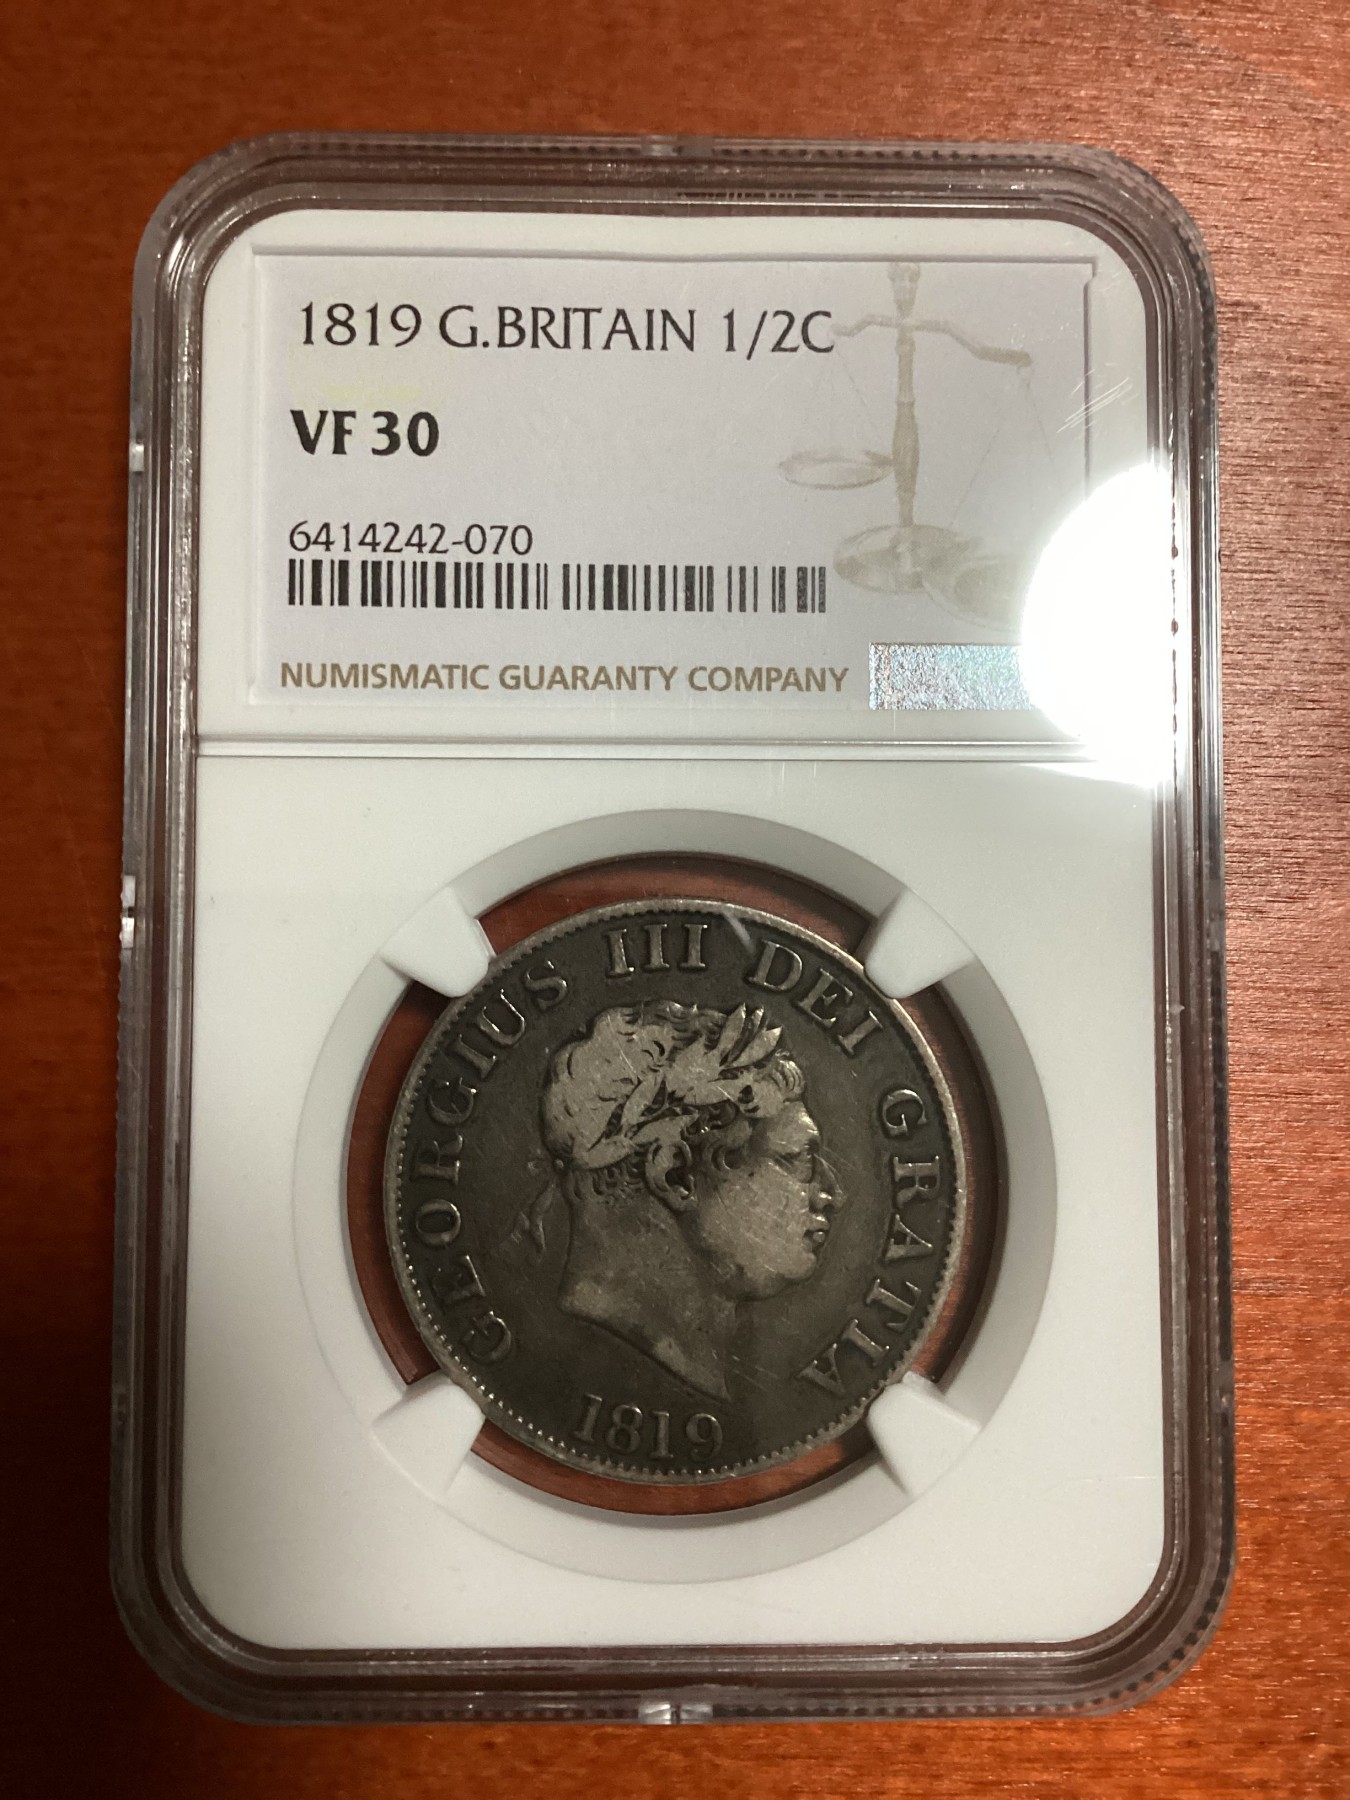 1819 G.BRITAIN 1/2C
VF 30
6414242-070
NUMISMATIC GUARANTY COMPANY
GEORGIUS III DEI GRATIA
1819